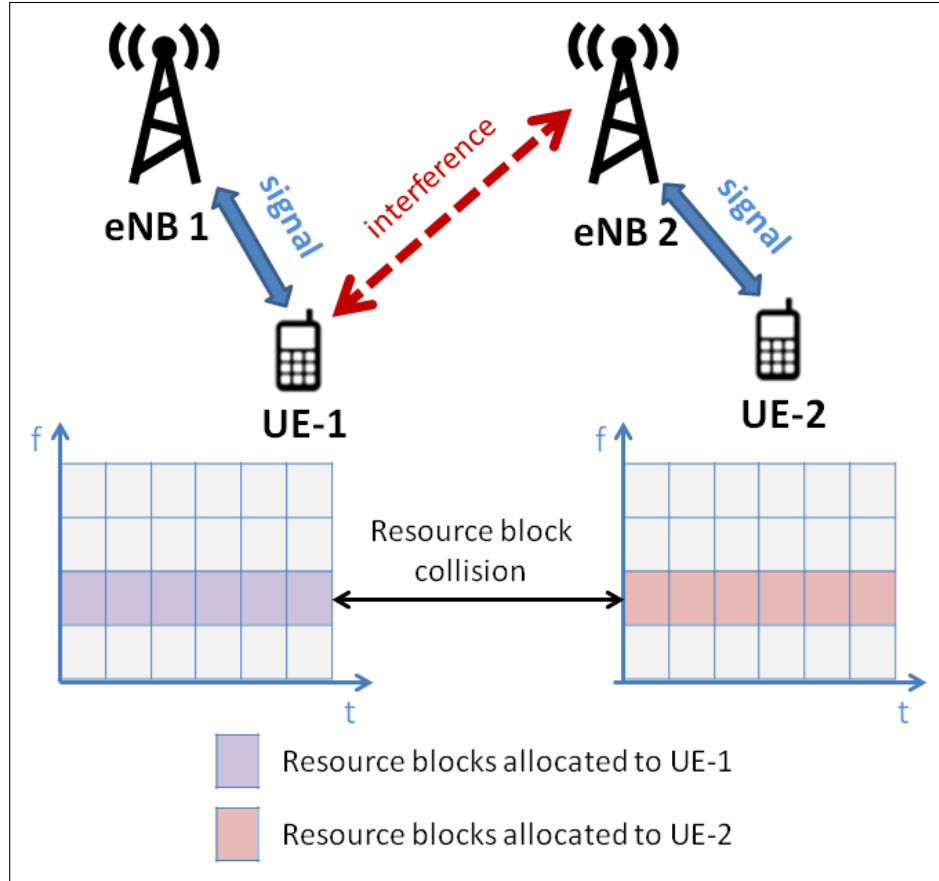 interference
signal
signal
eNB 1
eNB 2
UE-1
UE-2
f
f
Resource block
collision
t
t
Resource blocks allocated to UE-1
Resource blocks allocated to UE-2